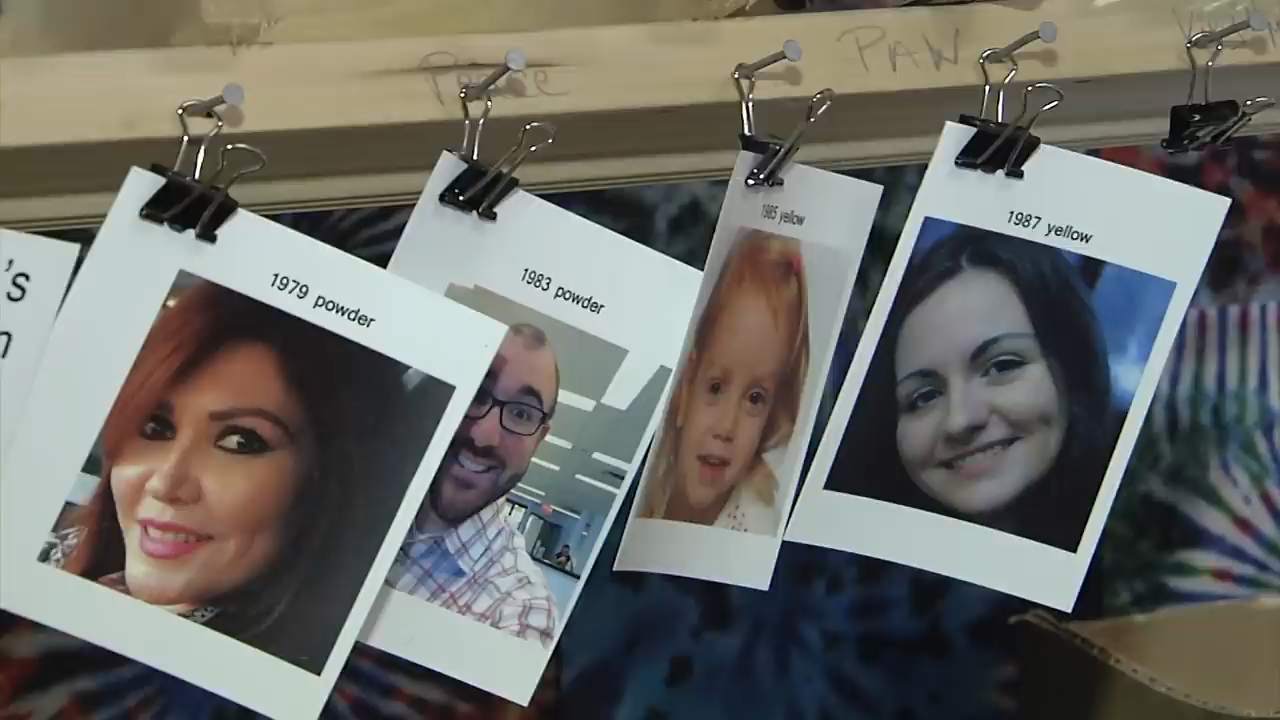 PAW
's
n
1979 powder
1983 powder
1985 yellow
1987 yellow